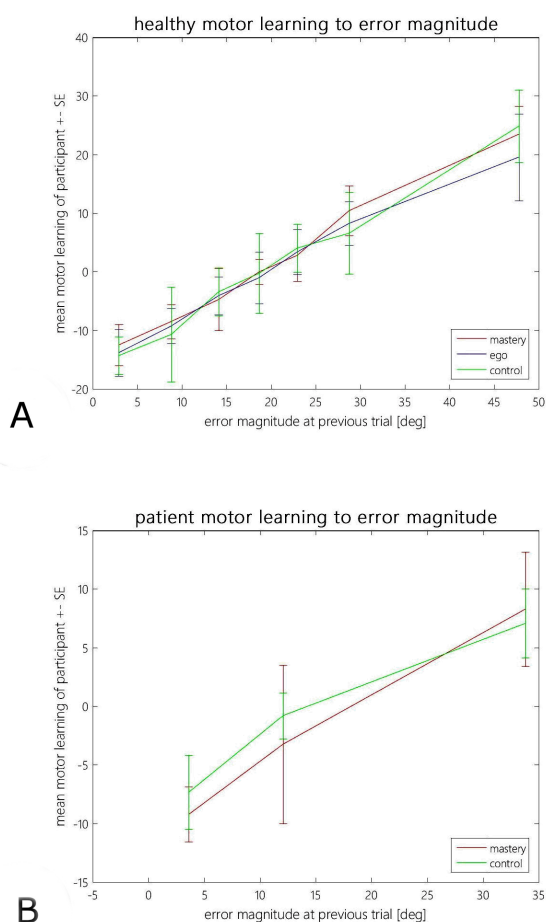 healthy motor learning to error magnitude
40
30
20
10
0
-10
-20
mean motor learning of participant +- SE
0 5 10 15 20 25 30 35 40 45 50
error magnitude at previous trial [deg]
mastery
ego
control
A
patient motor learning to error magnitude
15
10
5
0
-5
-10
-15
mean motor learning of participant +- SE
-5 0 5 10 15 20 25 30 35
error magnitude at previous trial [deg]
mastery
control
B